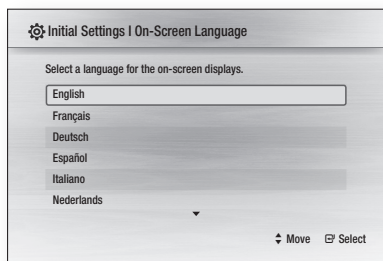 Initial Settings I On-Screen Language
Select a language for the on-screen displays.
English
Français
Deutsch
Español
Italiano
Nederlands
Move Select